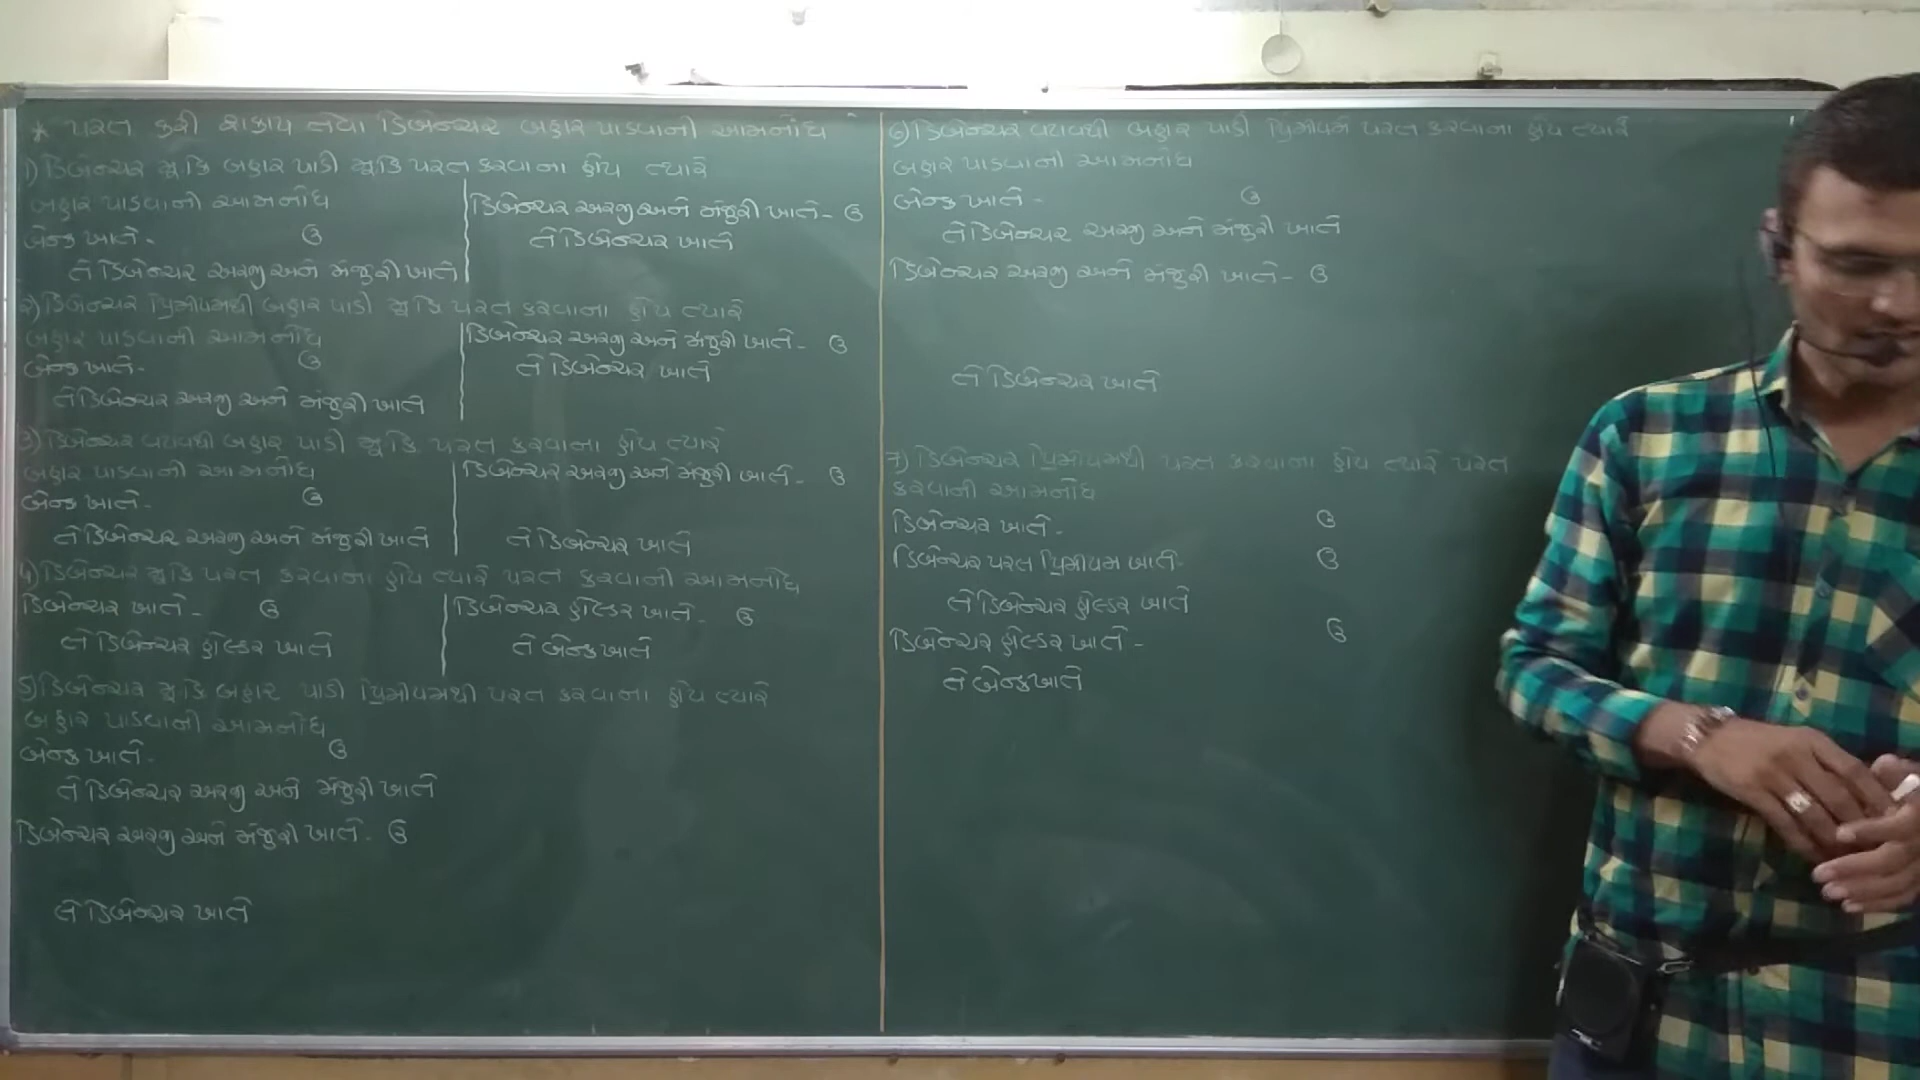 * પરત કરી શકાય તેવા ડિબેન્ચર બહાર પાડવાની આમનોંધ
1) ડિબેન્ચર મૂ.કિં બહાર પાડી મૂ.કિં પરત કરવાના હોય ત્યારે
બહાર પાડવાની આમનોંધ
બેન્ક ખાતે - ઉ
તે ડિબેન્ચર અરજી અને મંજુરી ખાતે
ડિબેન્ચર અરજી અને મંજુરી ખાતે - ઉ
તે ડિબેન્ચર ખાતે
૨) ડિબેન્ચર પ્રિમીયમથી બહાર પાડી મૂ.કિં પરત કરવાના હોય ત્યારે
બહાર પાડવાની આમનોંધ
બેન્ક ખાતે - ઉ
તે ડિબેન્ચર અરજી અને મંજુરી ખાતે
ડિબેન્ચર અરજી અને મંજુરી ખાતે - ઉ
તે ડિબેન્ચર ખાતે
૩) ડિબેન્ચર વટાવથી બહાર પાડી મૂ.કિં. પરત કરવાના હોય ત્યારે
બહાર પાડવાની આમનોંધ
બેન્ક ખાતે - ઉ
તે ડિબેન્ચર અરજી અને મંજુરી ખાતે
ડિબેન્ચર અરજી અને મંજુરી ખાતે - ઉ
તે ડિબેન્ચર ખાતે
૪) ડિબેન્ચર મૂ.કિં પરત કરવાના હોય ત્યારે પરત કરવાની આમનોંધ
ડિબેન્ચર ખાતે - ઉ
તે ડિબેન્ચર હોલ્ડર ખાતે
ડિબેન્ચર હોલ્ડર ખાતે - ઉ
તે બેન્ક ખાતે
5) ડિબેન્ચર મૂ.કિં બહાર પાડી પ્રિમીયમથી પરત કરવાના હોય ત્યારે
બહાર પાડવાની આમનોંધ
બેન્ક ખાતે - ઉ
તે ડિબેન્ચર અરજી અને મંજુરી ખાતે
ડિબેન્ચર અરજી અને મંજુરી ખાતે - ઉ
તે ડિબેન્ચર ખાતે
૬) ડિબેન્ચર વટાવથી બહાર પાડી પ્રિમીયમે પરત કરવાના હોય ત્યારે
બહાર પાડવાની આમનોંધ
બેન્ક ખાતે - ઉ
તે ડિબેન્ચર અરજી અને મંજુરી ખાતે
ડિબેન્ચર અરજી અને મંજુરી ખાતે - ઉ
તે ડિબેન્ચર ખાતે
7) ડિબેન્ચર પ્રિમીયમથી પરત કરવાના હોય ત્યારે પરત
કરવાની આમનોંધ
ડિબેન્ચર ખાતે - ઉ
ડિબેન્ચર પરત પ્રિમીયમ ખાતે - ઉ
તે ડિબેન્ચર હોલ્ડર ખાતે
ડિબેન્ચર હોલ્ડર ખાતે - ઉ
તે બેન્ક ખાતે